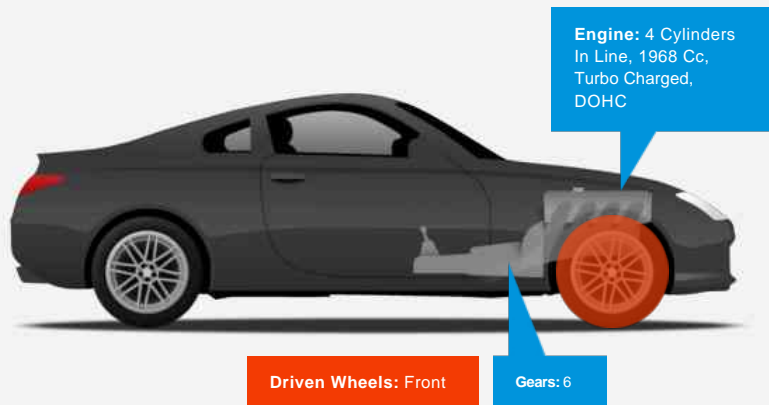 Engine: 4 Cylinders
In Line, 1968 Cc,
Turbo Charged,
DOHC
Driven Wheels: Front
Gears: 6